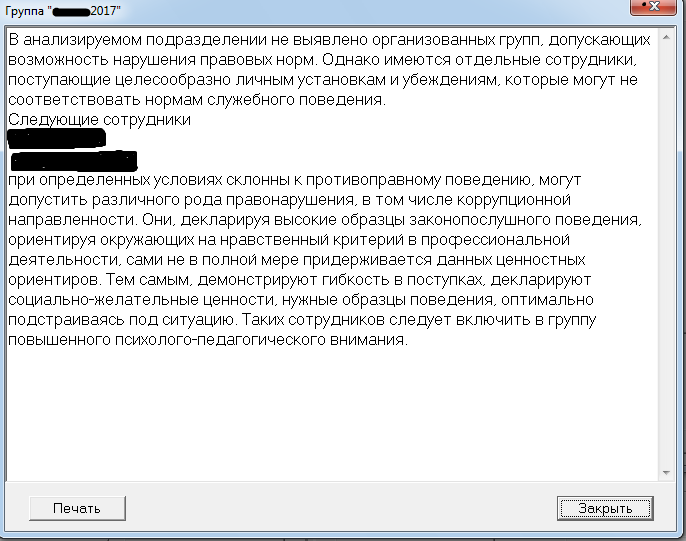 Группа "2017"
В анализируемом подразделении не выявлено организованных групп, допускающих
возможность нарушения правовых норм. Однако имеются отдельные сотрудники,
поступающие целесообразно личным установкам и убеждениям, которые могут не
соответствовать нормам служебного поведения.
Следующие сотрудники
при определенных условиях склонны к противоправному поведению, могут
допустить различного рода правонарушения, в том числе коррупционной
направленности. Они, декларируя высокие образцы законопослушного поведения,
ориентируя окружающих на нравственный критерий в профессиональной
деятельности, сами не в полной мере придерживается данных ценностных
ориентиров. Тем самым, демонстрируют гибкость в поступках, декларируют
социально-желательные ценности, нужные образцы поведения, оптимально
подстраиваясь под ситуацию. Таких сотрудников следует включить в группу
повышенного психолого-педагогического внимания.
Печать
Закрыть